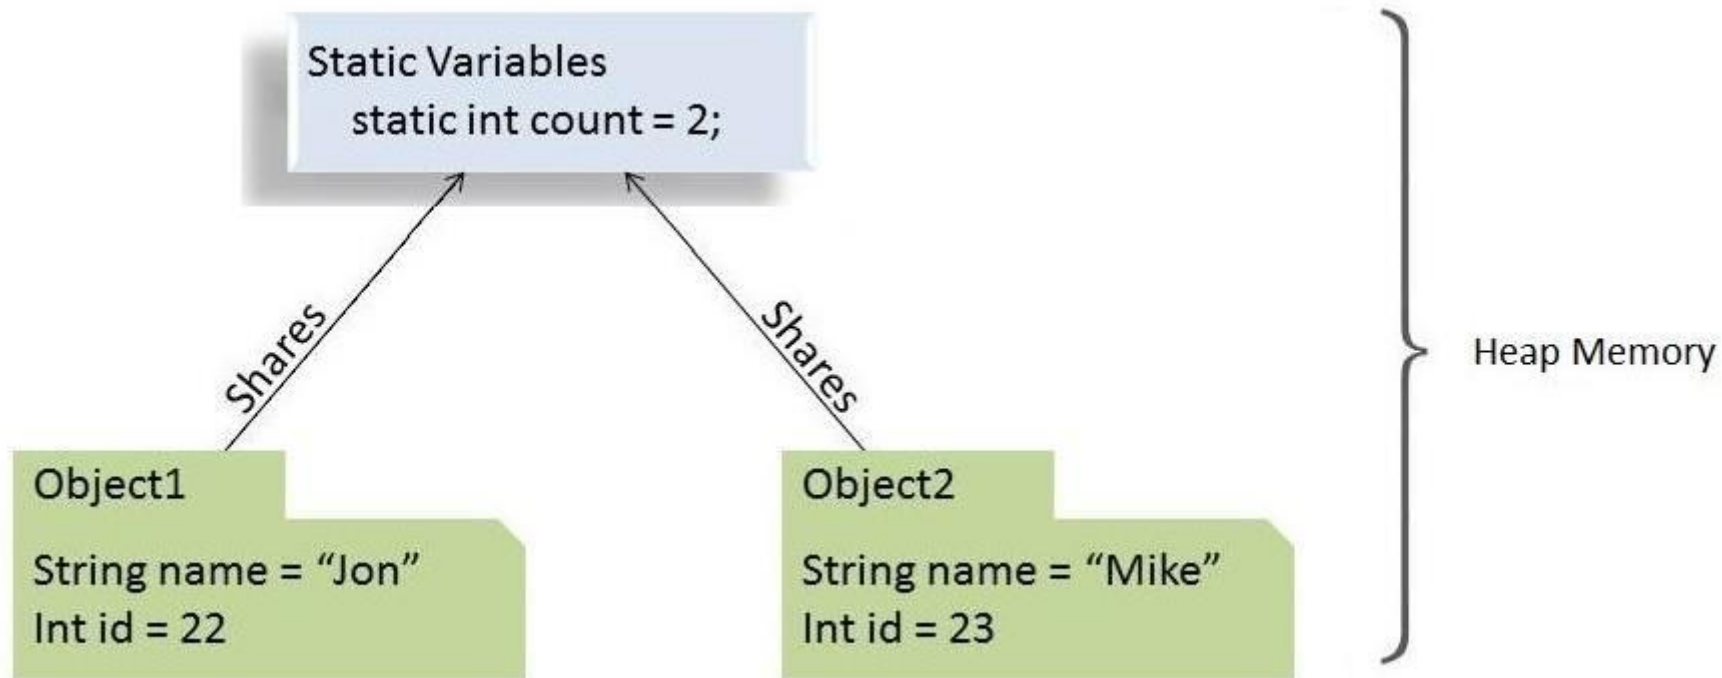 Static Variables
static int count = 2;
Shares
Shares
Heap Memory
Object1
String name = “Jon”
Int id = 22
Object2
String name = “Mike”
Int id = 23